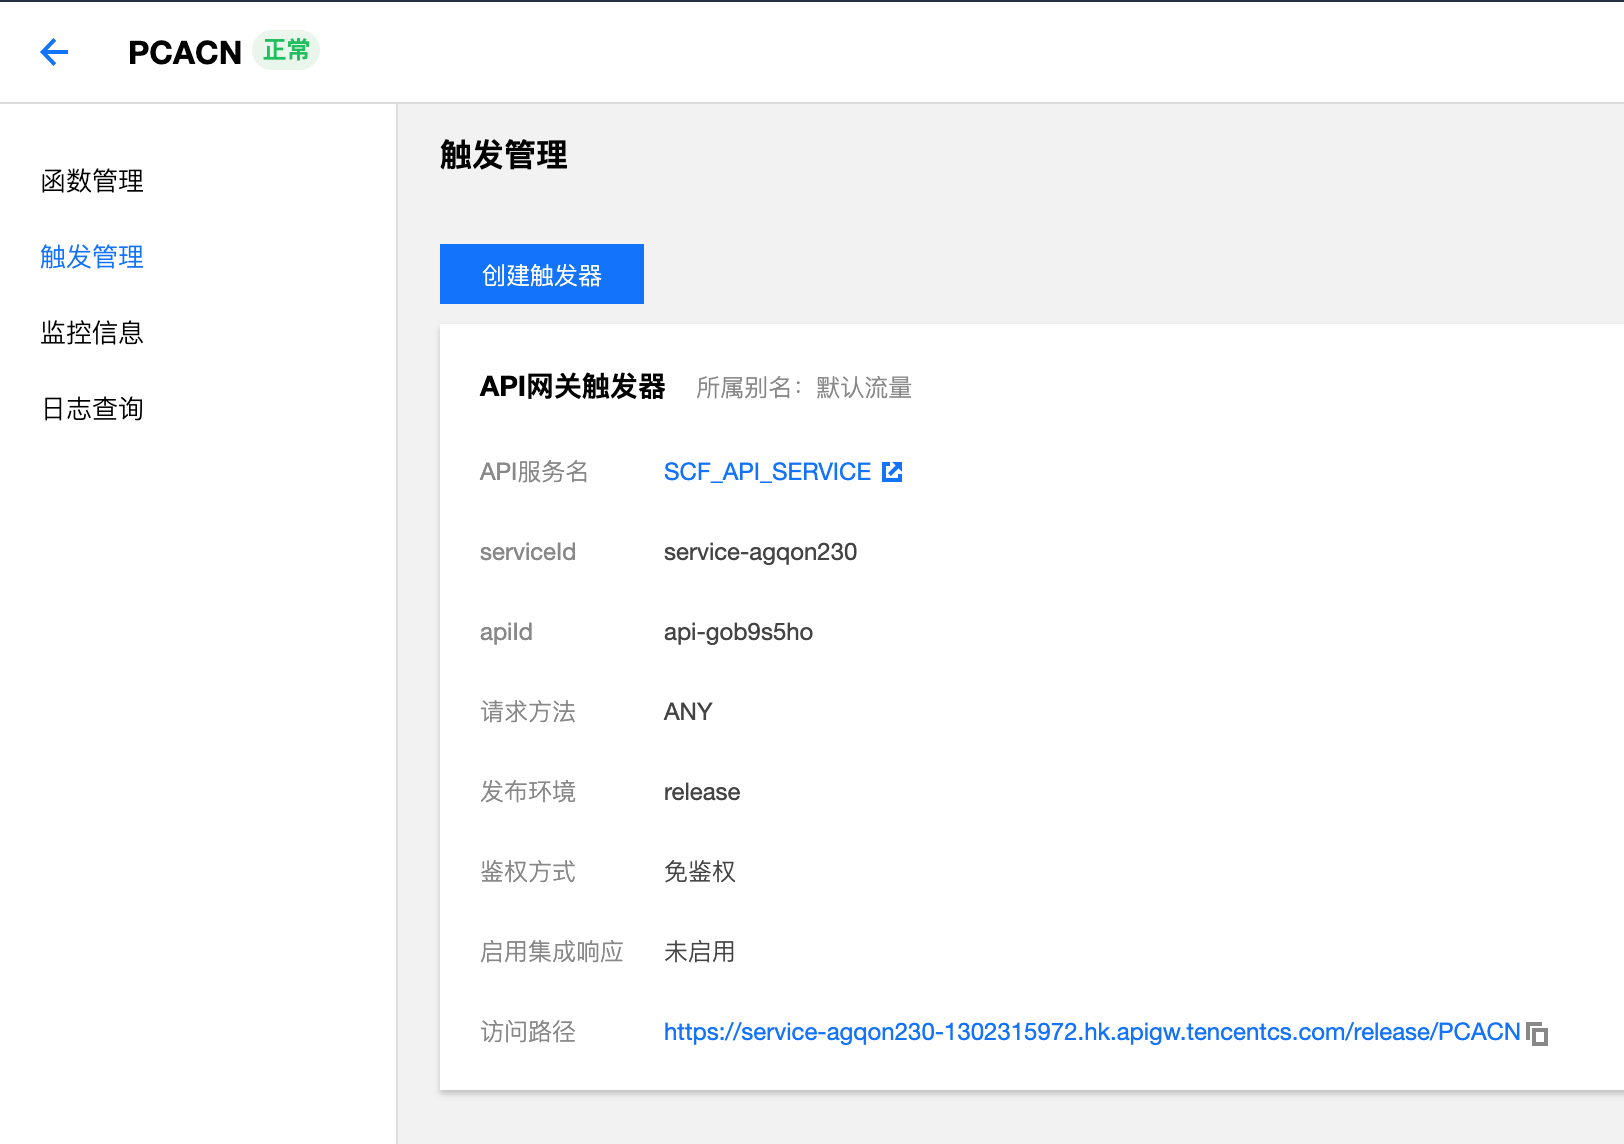 PCACN 正常
函数管理
触发管理
监控信息
日志查询
触发管理
创建触发器
API网关触发器 所属别名：默认流量
API服务名 SCF_API_SERVICE
serviceId service-agqon230
apiId api-gob9s5ho
请求方法 ANY
发布环境 release
鉴权方式 免鉴权
启用集成响应 未启用
访问路径 https://service-agqon230-1302315972.hk.apigw.tencentcs.com/release/PCACN